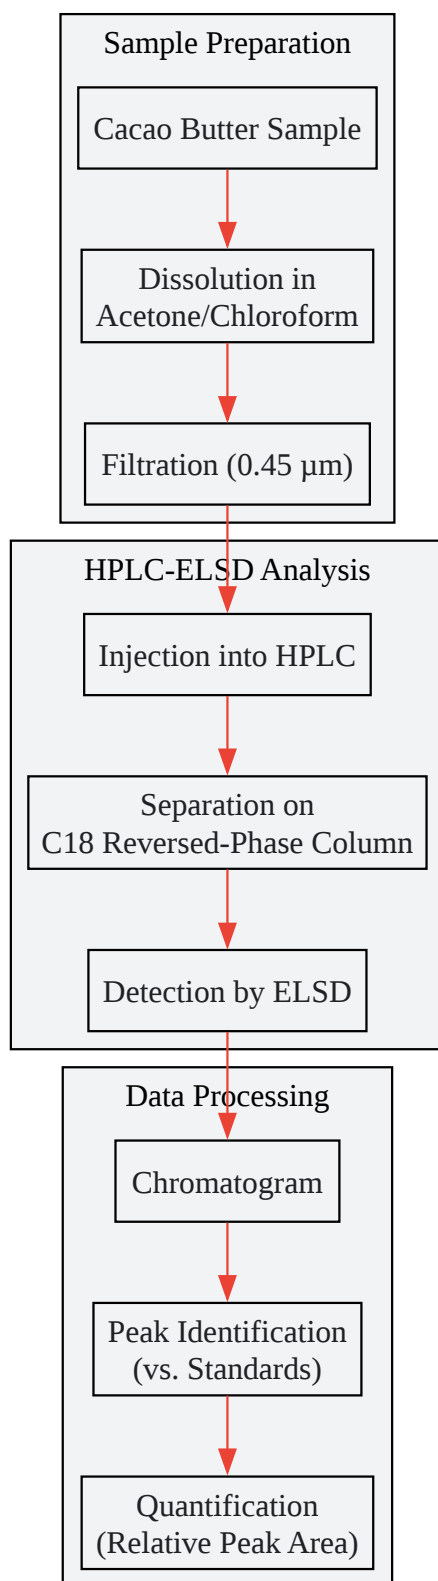 Sample Preparation
Cacao Butter Sample
Dissolution in
Acetone/Chloroform
Filtration (0.45 µm)
HPLC-ELSD Analysis
Injection into HPLC
Separation on
C18 Reversed-Phase Column
Detection by ELSD
Data Processing
Chromatogram
Peak Identification
(vs. Standards)
Quantification
(Relative Peak Area)